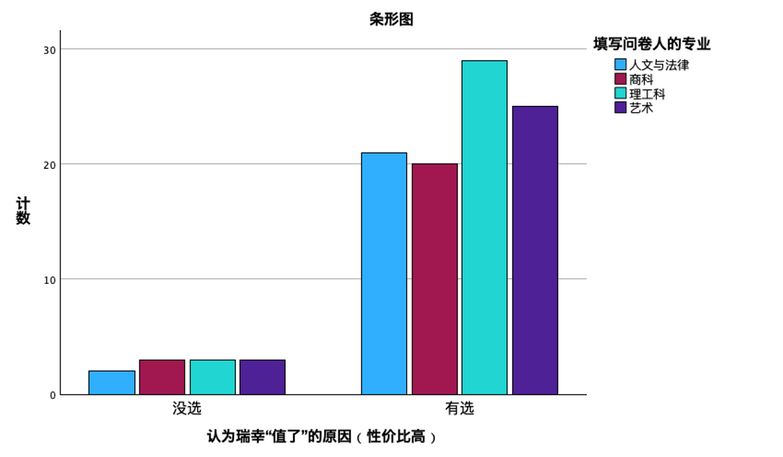 条形图
填写问卷人的专业
人文与法律
商科
理工科
艺术
计数
30
20
10
0
没选
有选
认为瑞幸“值了”的原因（性价比高）